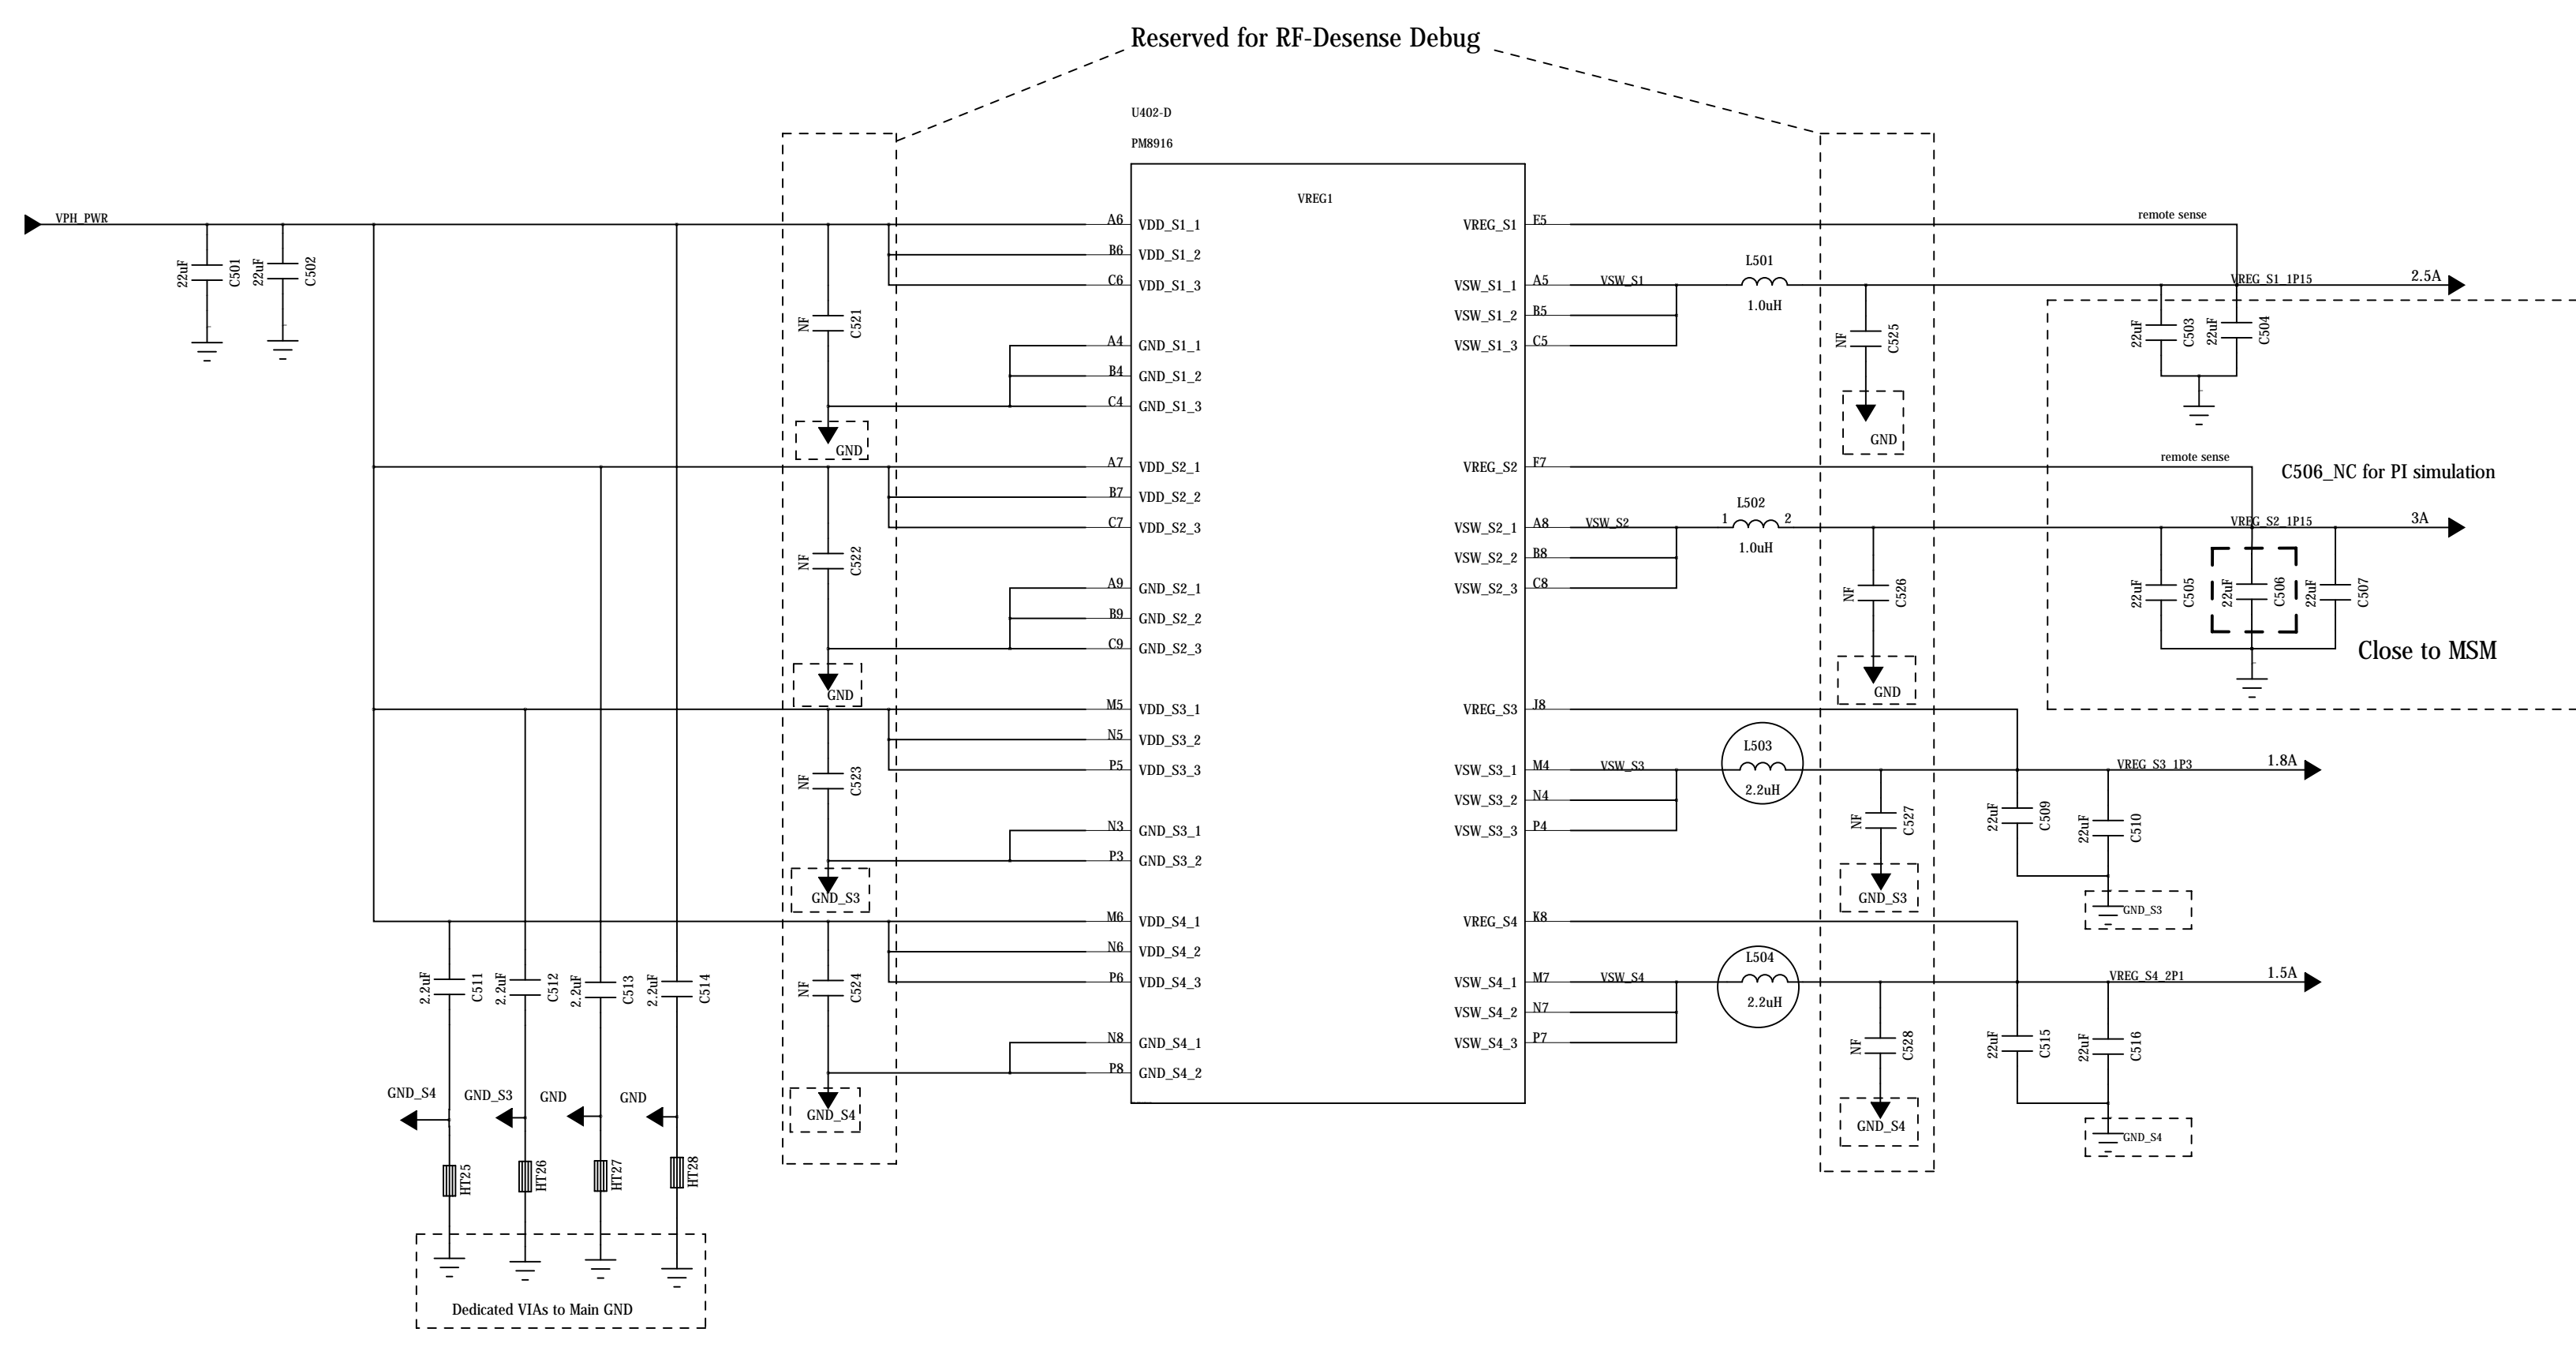 Reserved for RF-Desense Debug
U402-D
PM8916
VREG1
VPH_PWR
22uF
C501
22uF
C502
A6 VDD_S1_1
B6 VDD_S1_2
C6 VDD_S1_3
A4 GND_S1_1
B4 GND_S1_2
C4 GND_S1_3
A7 VDD_S2_1
B7 VDD_S2_2
C7 VDD_S2_3
A9 GND_S2_1
B9 GND_S2_2
C9 GND_S2_3
M5 VDD_S3_1
N5 VDD_S3_2
P5 VDD_S3_3
N3 GND_S3_1
P3 GND_S3_2
M6 VDD_S4_1
N6 VDD_S4_2
P6 VDD_S4_3
N8 GND_S4_1
P8 GND_S4_2
NF
C521
GND
NF
C522
GND
NF
C523
GND_S3
NF
C524
GND_S4
2.2uF
C511
2.2uF
C512
2.2uF
C513
2.2uF
C514
GND_S4
GND_S3
GND
GND
HT25
HT26
HT27
HT28
Dedicated VIAs to Main GND
VREG_S1 E5
VSW_S1_1 A5
VSW_S1_2 B5
VSW_S1_3 C5
VREG_S2 F7
VSW_S2_1 A8
VSW_S2_2 B8
VSW_S2_3 C8
VREG_S3 J8
VSW_S3_1 M4
VSW_S3_2 N4
VSW_S3_3 P4
VREG_S4 K8
VSW_S4_1 M7
VSW_S4_2 N7
VSW_S4_3 P7
VSW_S1
L501
1.0uH
NF
C525
GND
remote sense
VREG_S1_1P15
2.5A
22uF
C503
22uF
C504
VSW_S2
L502
1 2
1.0uH
NF
C526
GND
remote sense
C506_NC for PI simulation
VREG_S2_1P15
3A
22uF
C505
22uF
C506
22uF
C507
Close to MSM
VSW_S3
L503
2.2uH
NF
C527
GND_S3
VREG_S3_1P3
1.8A
22uF
C509
22uF
C510
GND_S3
VSW_S4
L504
2.2uH
NF
C528
GND_S4
VREG_S4_2P1
1.5A
22uF
C515
22uF
C516
GND_S4